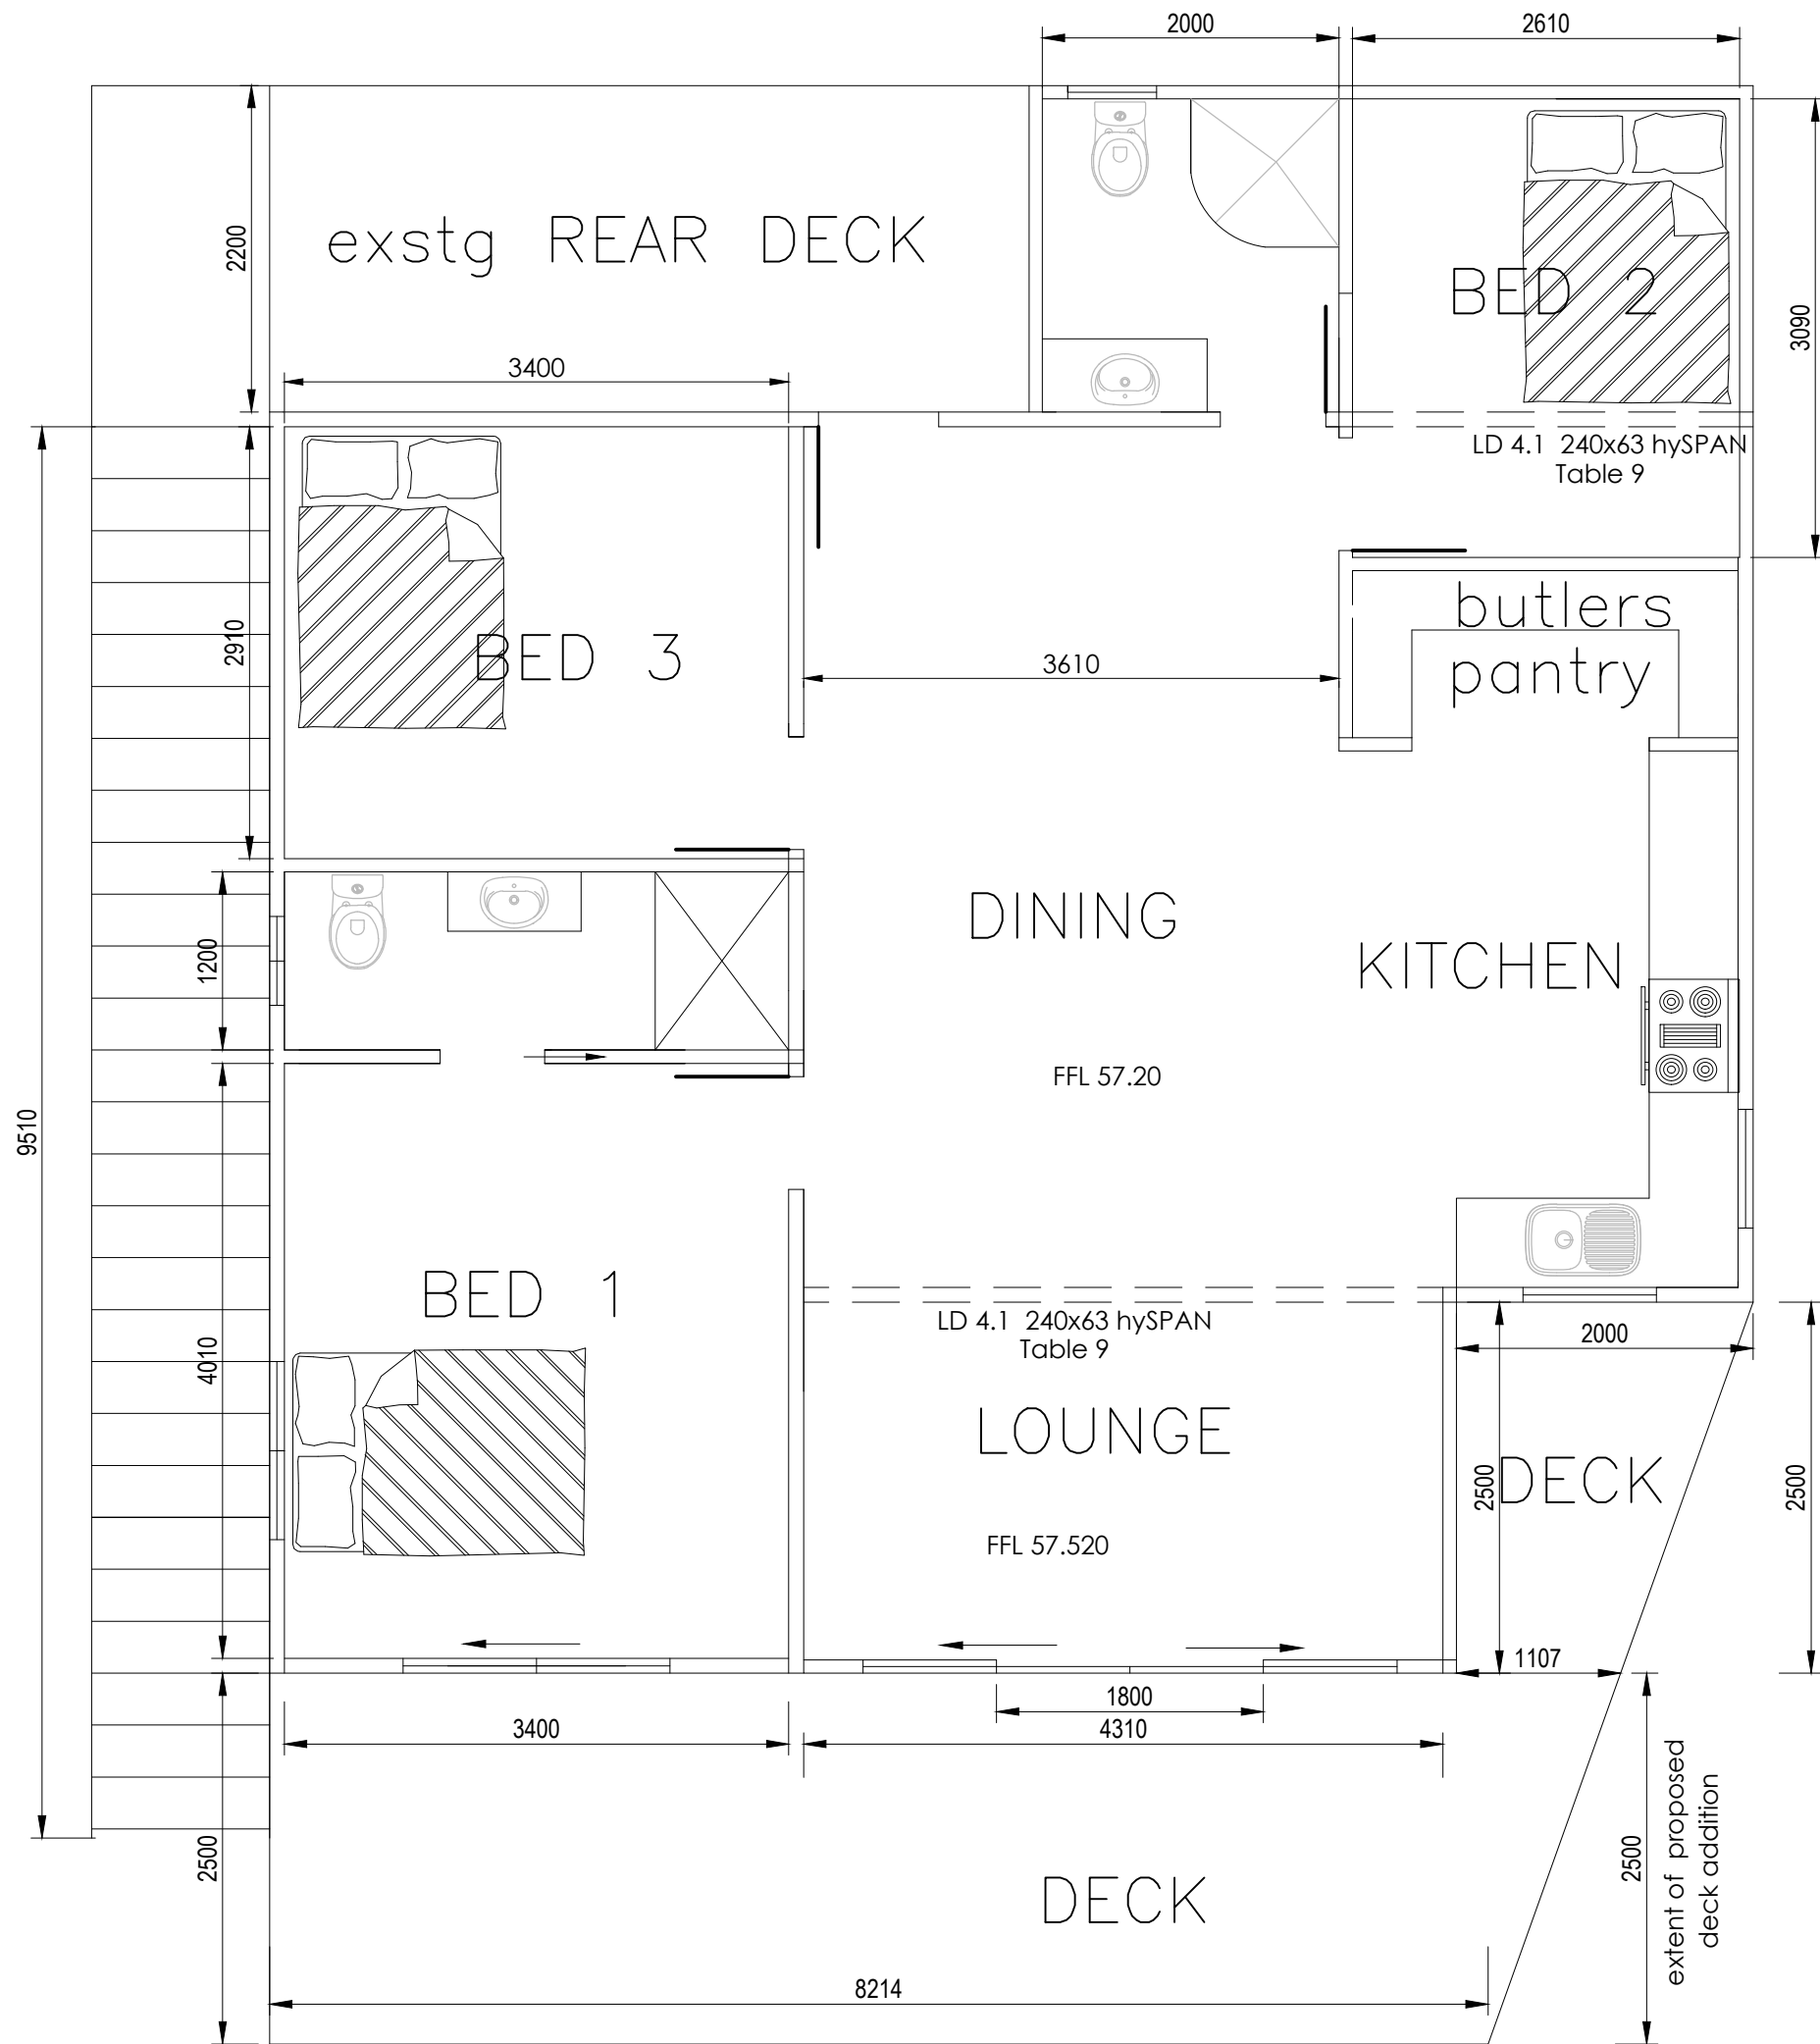 2000
2610
2200
exstg REAR DECK
BED 2
3090
3400
LD 4.1 240x63 hySPAN
Table 9
butlers
pantry
2910
BED 3
3610
DINING
KITCHEN
1200
FFL 57.20
9510
BED 1
LD 4.1 240x63 hySPAN
Table 9
2000
4010
LOUNGE
2500
DECK
2500
FFL 57.520
1107
1800
3400
4310
2500
DECK
2500
extent of proposed
deck addition
8214